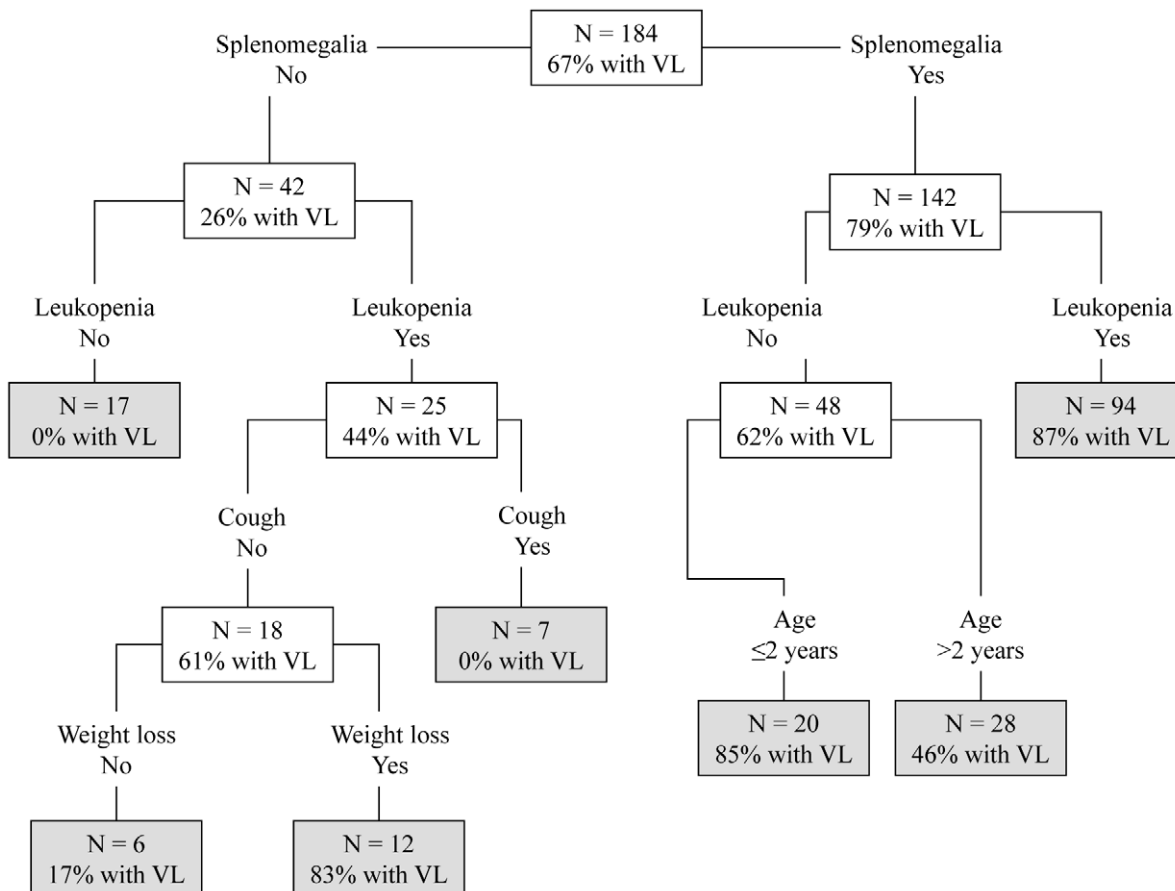 N = 184
67% with VL
Splenomegalia
No
Splenomegalia
Yes
N = 42
26% with VL
N = 142
79% with VL
Leukopenia
No
Leukopenia
Yes
Leukopenia
No
Leukopenia
Yes
N = 17
0% with VL
N = 25
44% with VL
N = 48
62% with VL
N = 94
87% with VL
Cough
No
Cough
Yes
N = 18
61% with VL
N = 7
0% with VL
Age
≤2 years
Age
>2 years
N = 20
85% with VL
N = 28
46% with VL
Weight loss
No
Weight loss
Yes
N = 6
17% with VL
N = 12
83% with VL